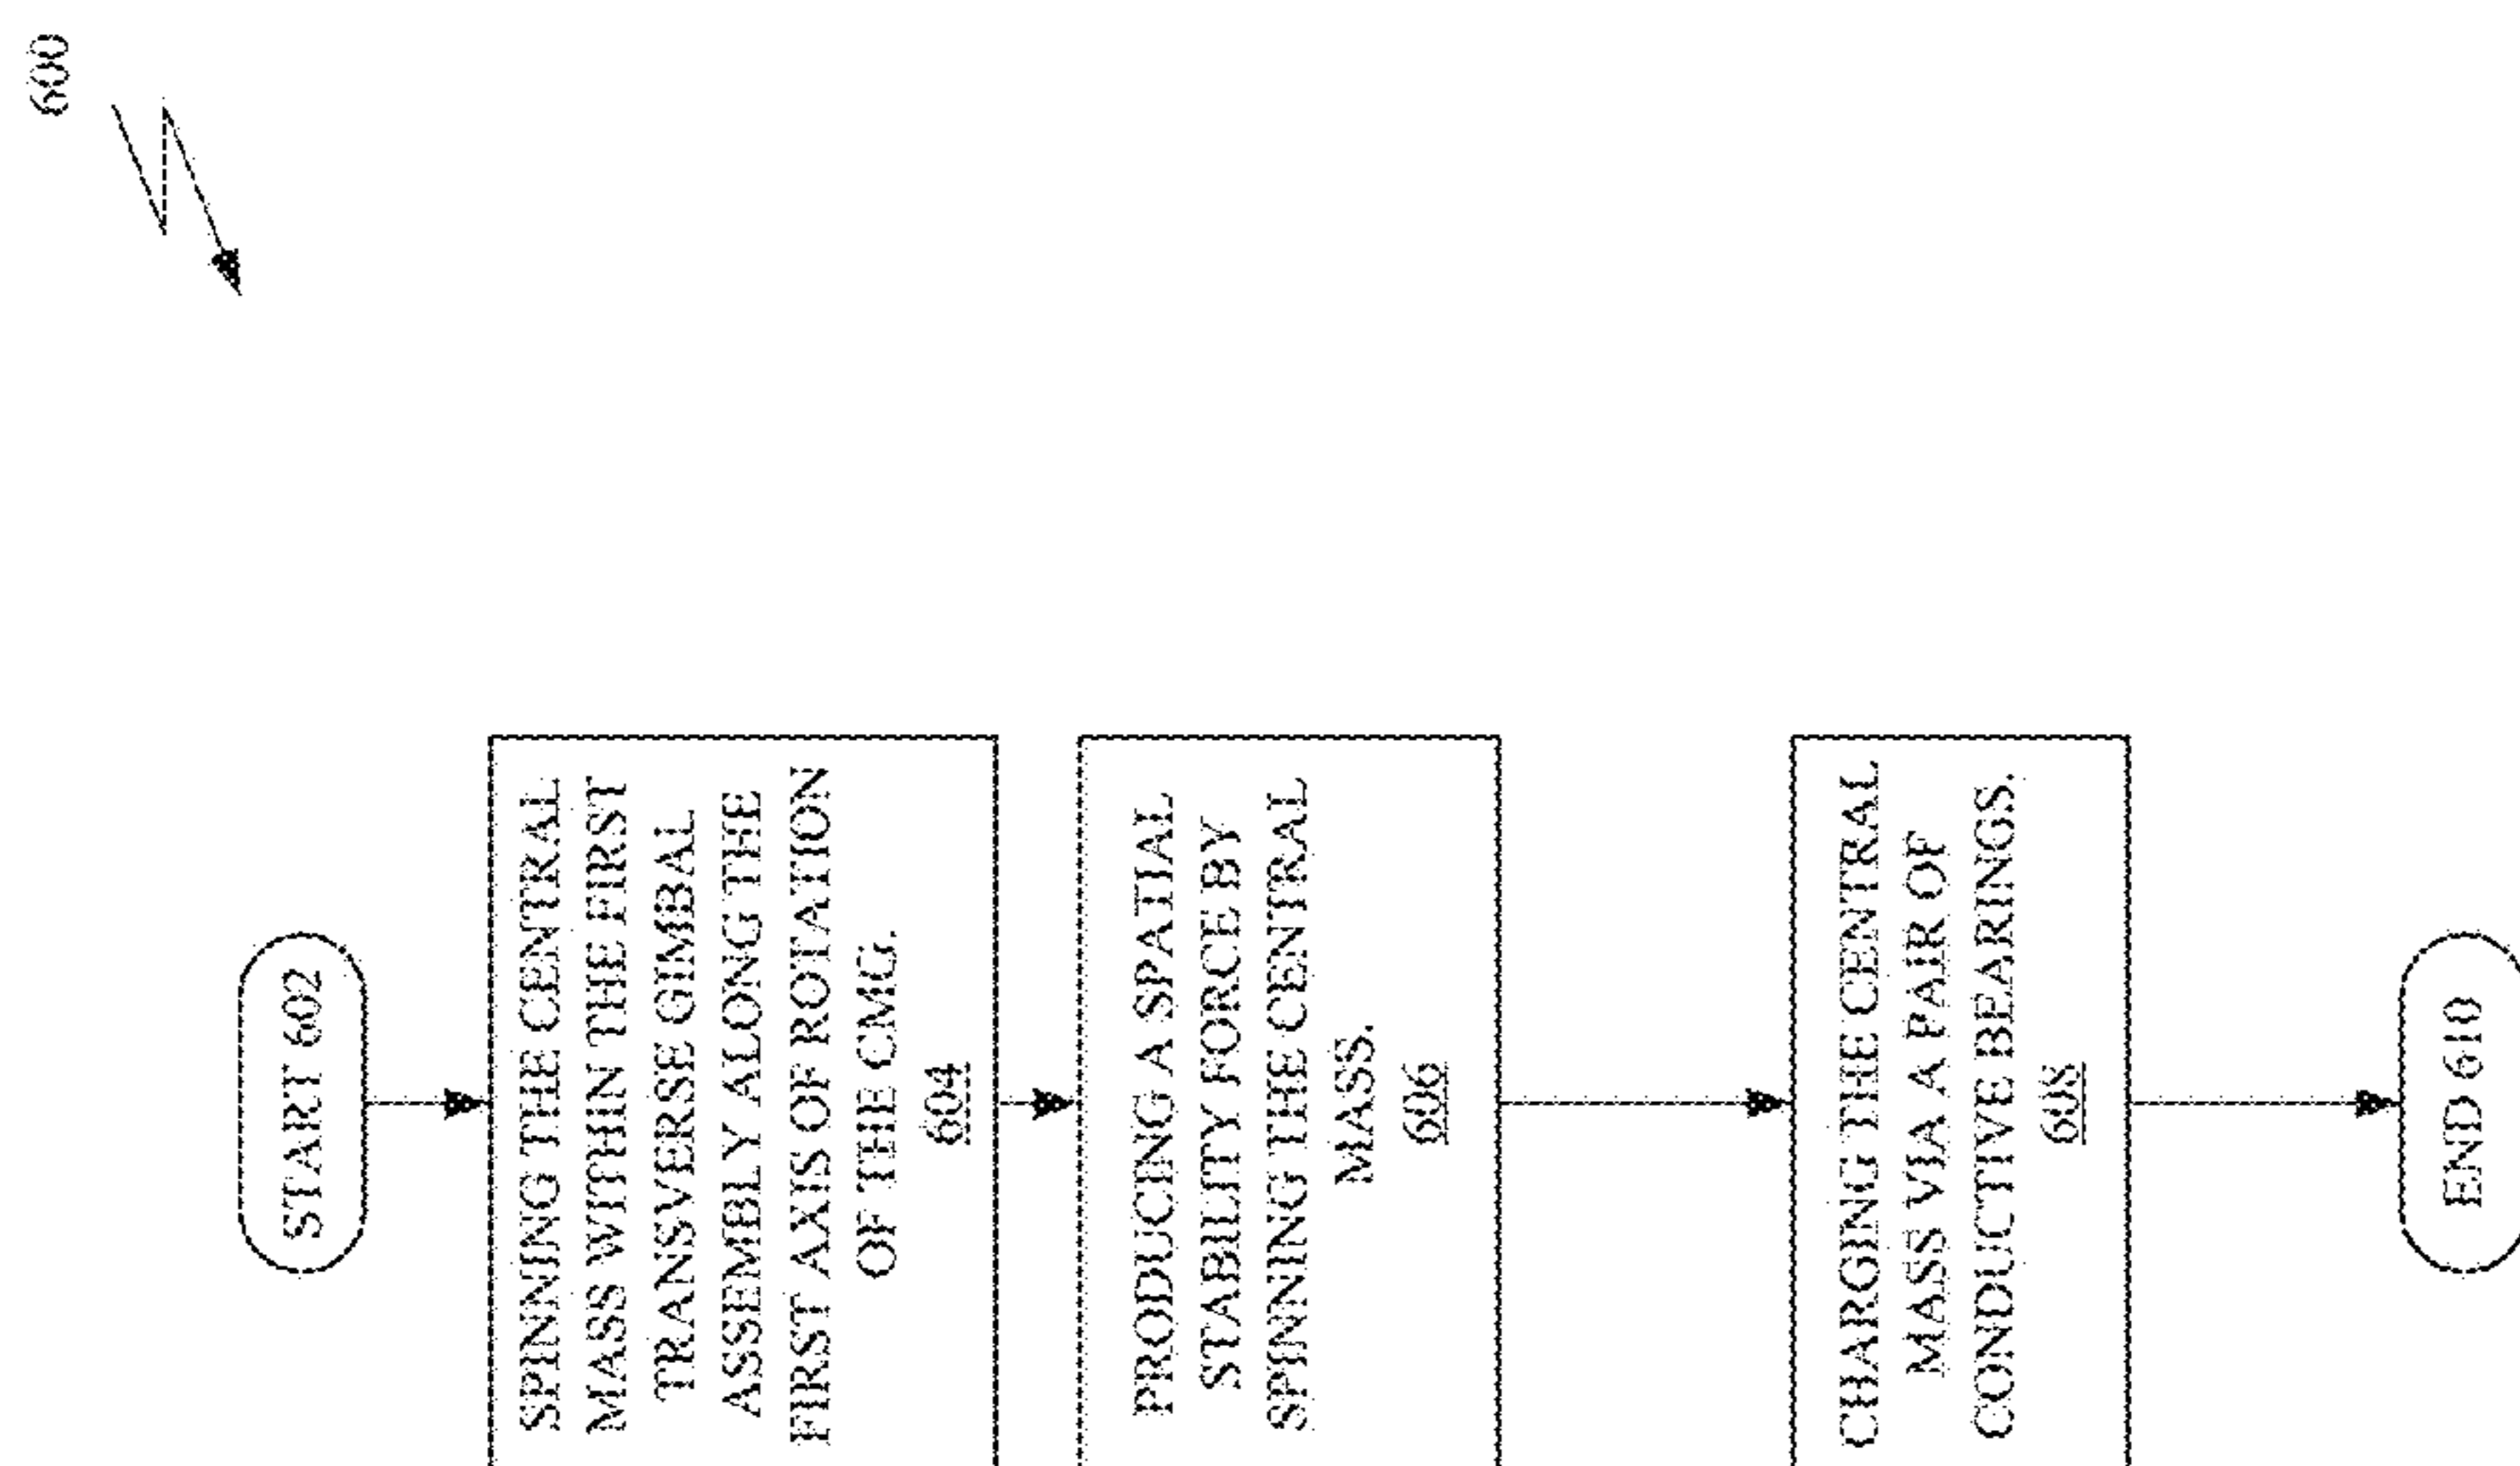 600
START 602
SPINNING THE CENTRAL
MASS WITHIN THE FIRST
TRANSVERSE GIMBAL
ASSEMBLY ALONG THE
FIRST AXIS OF ROTATION
OF THE CMG.
604
PRODUCING A SPATIAL
STABILITY FORCE BY
SPINNING THE CENTRAL
MASS.
606
CHARGING THE CENTRAL
MASS VIA A PAIR OF
CONDUCTIVE BEARINGS.
608
END 610